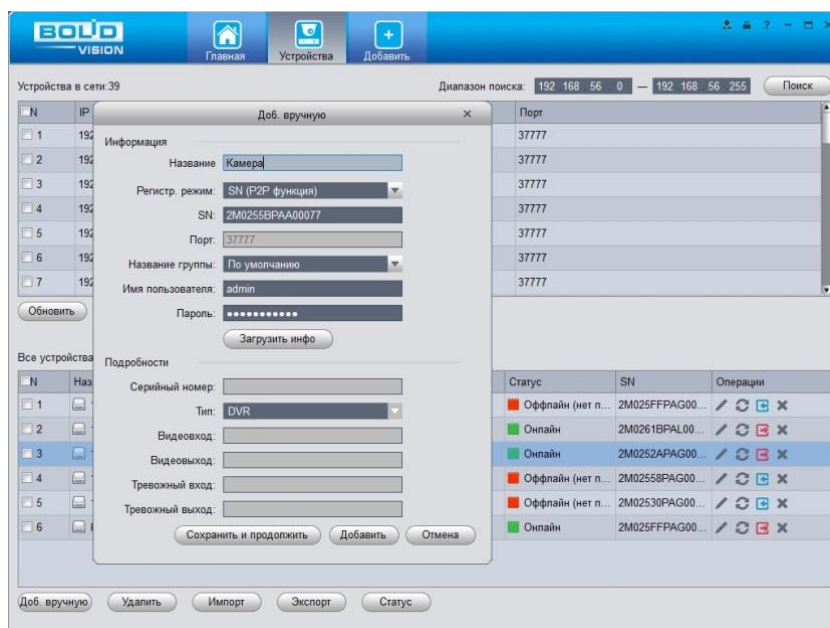 BOLID
VISION
Главная
Устройства
Добавить
Устройств в сети:39
Диапазон поиска: 192 168 56 0 — 192 168 56 255 Поиск
N IP Порт
1 192 37777
2 192 37777
3 192 37777
4 192 37777
5 192 37777
6 192 37777
7 192 37777
Обновить
Доб. вручную
Информация
Название Камера
Регистр. режим: SN (P2P функция)
SN: 2M0255BPAA00077
Порт: 37777
Название группы: По умолчанию
Имя пользователя: admin
Пароль: •••••••••••
Загрузить инфо
Подробности
Серийный номер:
Тип: DVR
Видеовход:
Видеовыход:
Тревожный вход:
Тревожный выход:
Сохранить и продолжить Добавить Отмена
Все устройства
N Наз Статус SN Операции
1 Оффлайн (нет п... 2M025FFPAG00...
2 Онлайн 2M0261BPAL00...
3 Онлайн 2M0252APAG00...
4 Оффлайн (нет п... 2M02558PAG00...
5 Оффлайн (нет п... 2M02530PAG00...
6 Онлайн 2M025FFPAG00...
Доб. вручную Удалить Импорт Экспорт Статус